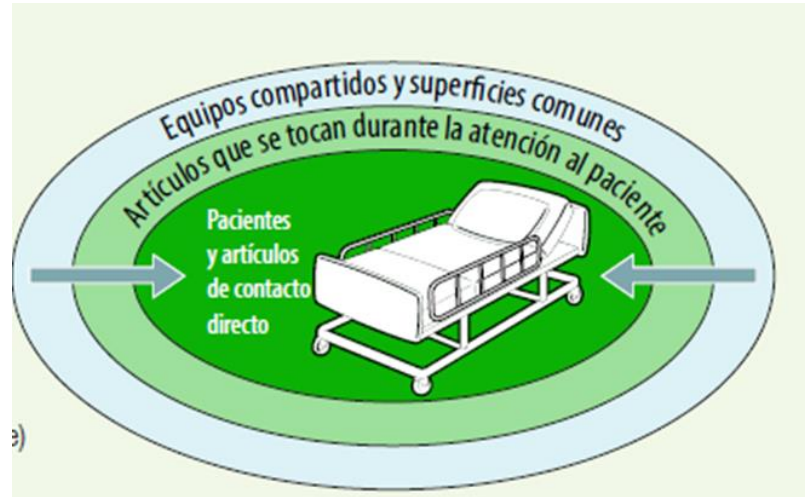 Equipos compartidos y superficies comunes
Artículos que se tocan durante la atención al paciente
Pacientes
y artículos
de contacto
directo
e)